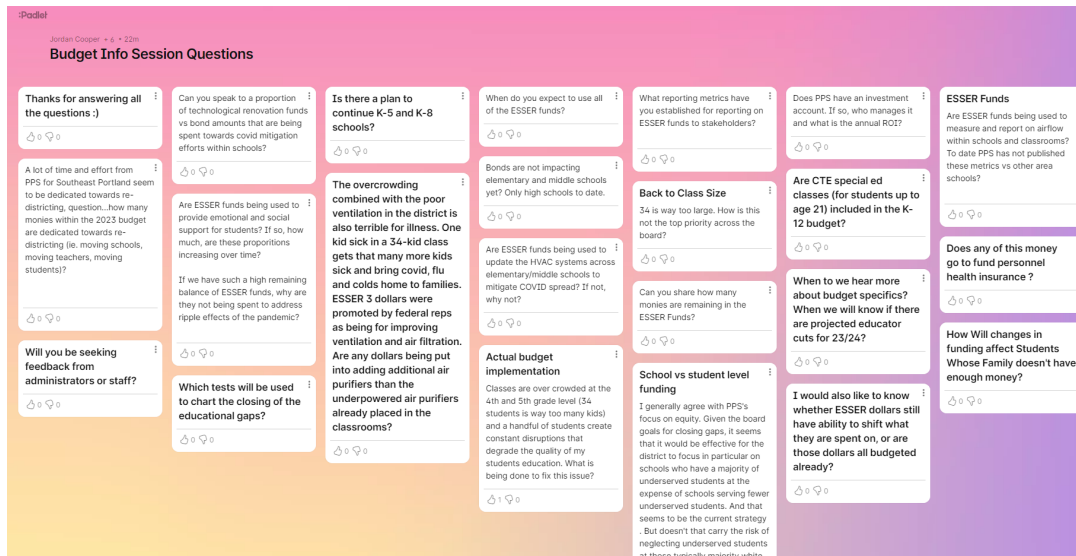 :Padlet
Jordan Cooper + 6 • 22m
Budget Info Session Questions
Thanks for answering all
the questions :)
0 0
A lot of time and effort from
PPS for Southeast Portland seem
to be dedicated towards re-
districting, question...how many
monies within the 2023 budget
are dedicated towards re-
districting (ie. moving schools,
moving teachers, moving
students)?
0 0
Will you be seeking
feedback from
administrators or staff?
0 0
Can you speak to a proportion
of technological renovation funds
vs bond amounts that are being
spent towards covid mitigation
efforts within schools?
0 0
Are ESSER funds being used to
provide emotional and social
support for students? If so, how
much, are these proportions
increasing over time?
If we have such a high remaining
balance of ESSER funds, why are
they not being spent to address
ripple effects of the pandemic?
0 0
Which tests will be used
to chart the closing of the
educational gaps?
0 0
Is there a plan to
continue K-5 and K-8
schools?
0 0
The overcrowding
combined with the poor
ventilation in the district is
also terrible for illness. One
kid sick in a 34-kid class
gets that many more kids
sick and bring covid, flu
and colds home to families.
ESSER 3 dollars were
promoted by federal reps
as being for improving
ventilation and air filtration.
Are any dollars being put
into adding additional air
purifiers than the
underpowered air purifiers
already placed in the
classrooms?
0 0
When do you expect to use all
of the ESSER funds?
0 0
Bonds are not impacting
elementary and middle schools
yet? Only high schools to date.
0 0
Are ESSER funds being used to
update the HVAC systems across
elementary/middle schools to
mitigate COVID spread? If not,
why not?
0 0
Actual budget
implementation
Classes are over crowded at the
4th and 5th grade level (34
students is way too many kids)
and a handful of students create
constant disruptions that
degrade the quality of my
students education. What is
being done to fix this issue?
1 0
What reporting metrics have
you established for reporting on
ESSER funds to stakeholders?
0 0
Back to Class Size
34 is way too large. How is this
not the top priority across the
board?
0 0
Can you share how many
monies are remaining in the
ESSER Funds?
0 0
School vs student level
funding
I generally agree with PPS's
focus on equity. Given the board
goals for closing gaps, it seems
that it would be effective for the
district to focus in particular on
schools who have a majority of
underserved students at the
expense of schools serving fewer
underserved students. And that
seems to be the current strategy
. But doesn't that carry the risk of
neglecting underserved students
at those typically majority white
Does PPS have an investment
account. If so, who manages it
and what is the annual ROI?
0 0
Are CTE special ed
classes (for students up to
age 21) included in the K-
12 budget?
0 0
When to we hear more
about budget specifics?
When we will know if there
are projected educator
cuts for 23/24?
0 0
I would also like to know
whether ESSER dollars still
have ability to shift what
they are spent on, or are
those dollars all budgeted
already?
0 0
ESSER Funds
Are ESSER funds being used to
measure and report on airflow
within schools and classrooms?
To date PPS has not published
these metrics vs other area
schools?
0 0
Does any of this money
go to fund personnel
health insurance ?
0 0
How Will changes in
funding affect Students
Whose Family doesn't have
enough money?
0 0